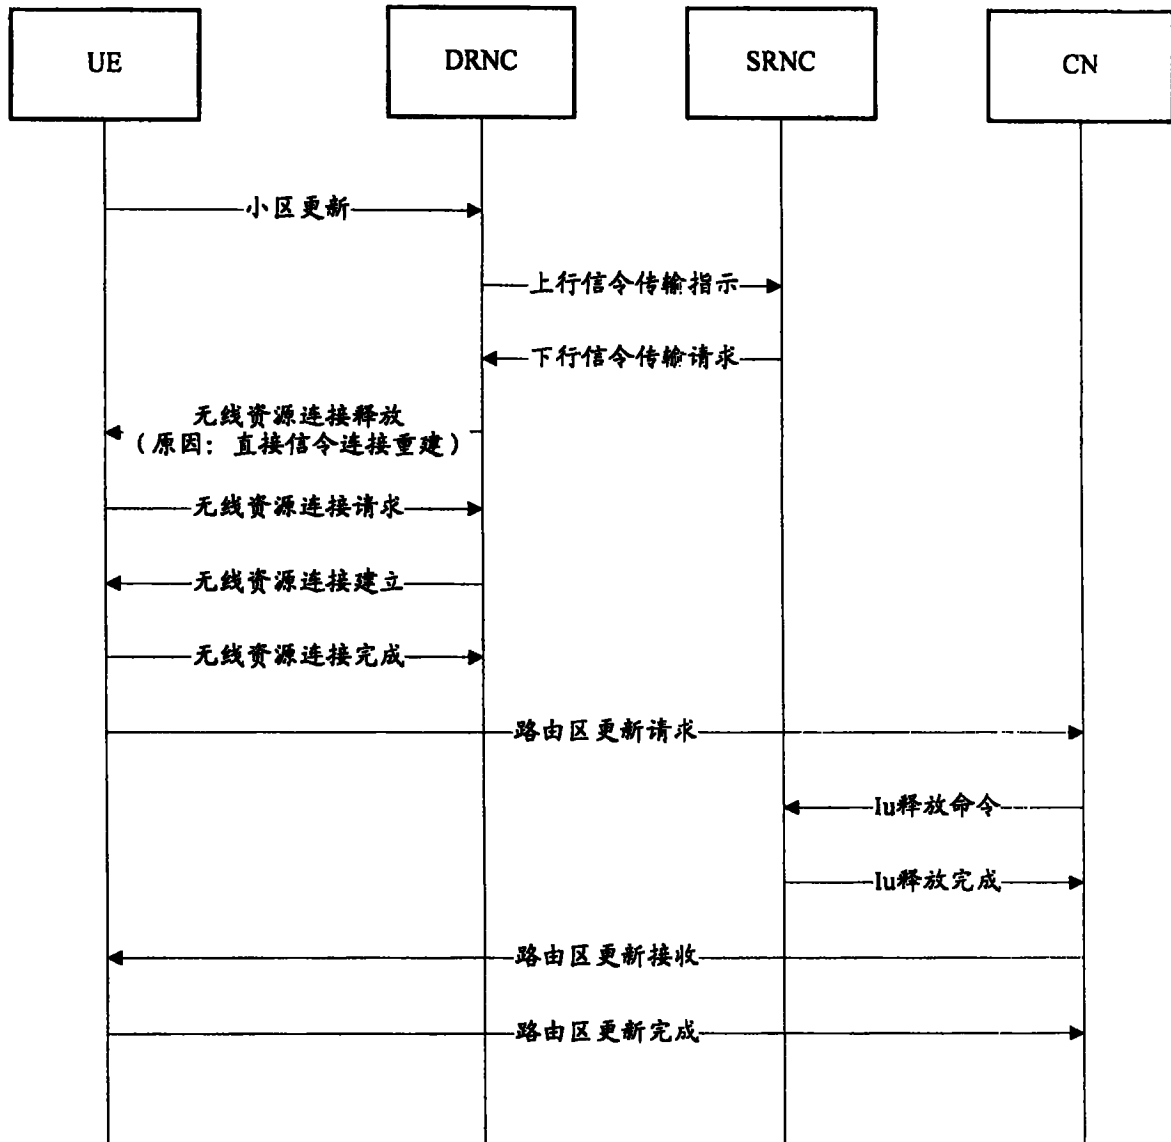 UE
DRNC
SRNC
CN
小区更新
上行信令传输指示
下行信令传输请求
无线资源连接释放
（原因：直接信令连接重建）
无线资源连接请求
无线资源连接建立
无线资源连接完成
路由区更新请求
Iu释放命令
Iu释放完成
路由区更新接收
路由区更新完成